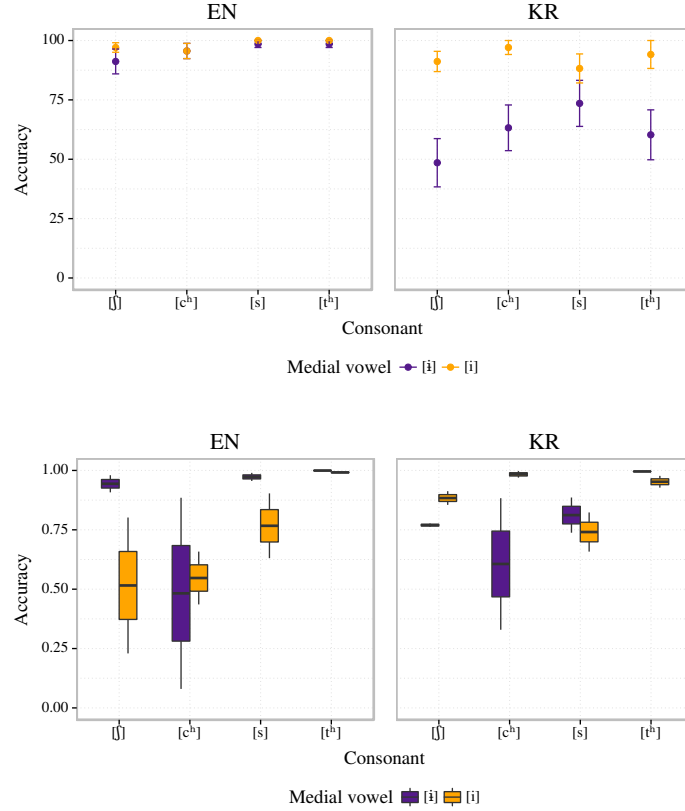 EN KR
100
75
50
25
0
Accuracy
[ʃ] [cʰ] [s] [tʰ] [ʃ] [cʰ] [s] [tʰ]
Consonant
Medial vowel [ɨ] [i]
EN KR
1.00
0.75
0.50
0.25
0.00
Accuracy
[ʃ] [cʰ] [s] [tʰ] [ʃ] [cʰ] [s] [tʰ]
Consonant
Medial vowel [ɨ] [i]